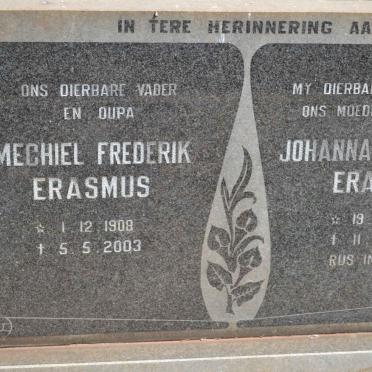 IN TERE HERINNERING AA
ONS DIERBARE VADER
EN OUPA
MECHIEL FREDERIK
ERASMUS
☆ 1.12.1908
† 5.5.2003
MY DIERBA
ONS MOED
JOHANNA
ERA
☆ 19
† 11
RUS IN